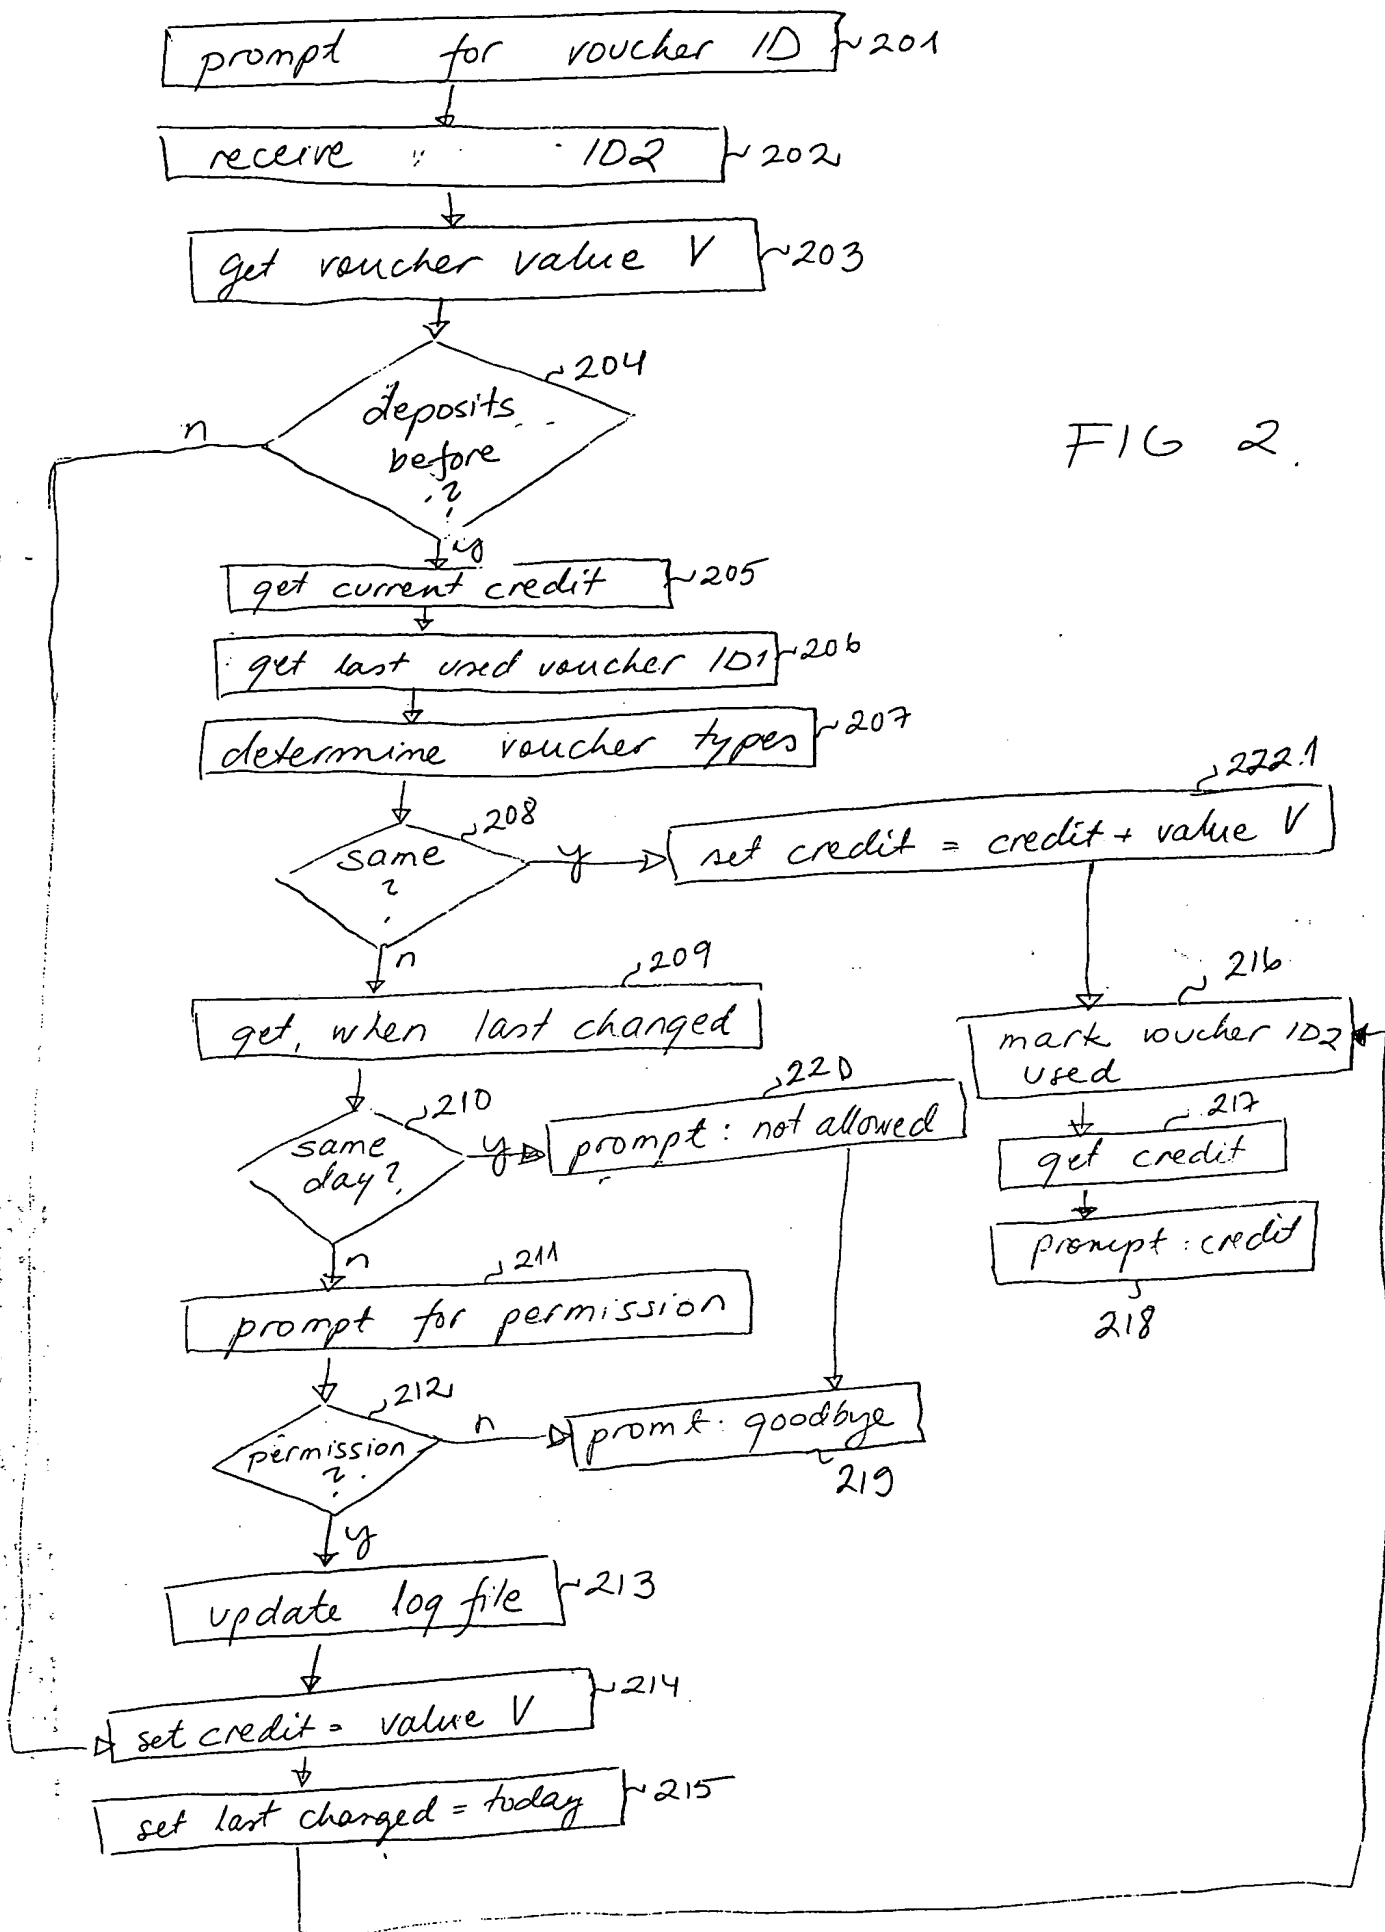 prompt for voucher ID 201
receive " ID2 202
get voucher value V 203
204
deposits
before
?
n
FIG 2.
y
get current credit 205
get last used voucher ID1 206
determine voucher types 207
222.1
208
same
?
y
set credit = credit + value V
n
209
get, when last changed
216
mark voucher ID2
used
220
210
same
day?
y
prompt: not allowed
217
get credit
n
211
prompt for permission
prompt: credit
218
212
permission
?
n
promt: goodbye
219
y
update log file 213
set credit = value V 214
set last changed = today 215